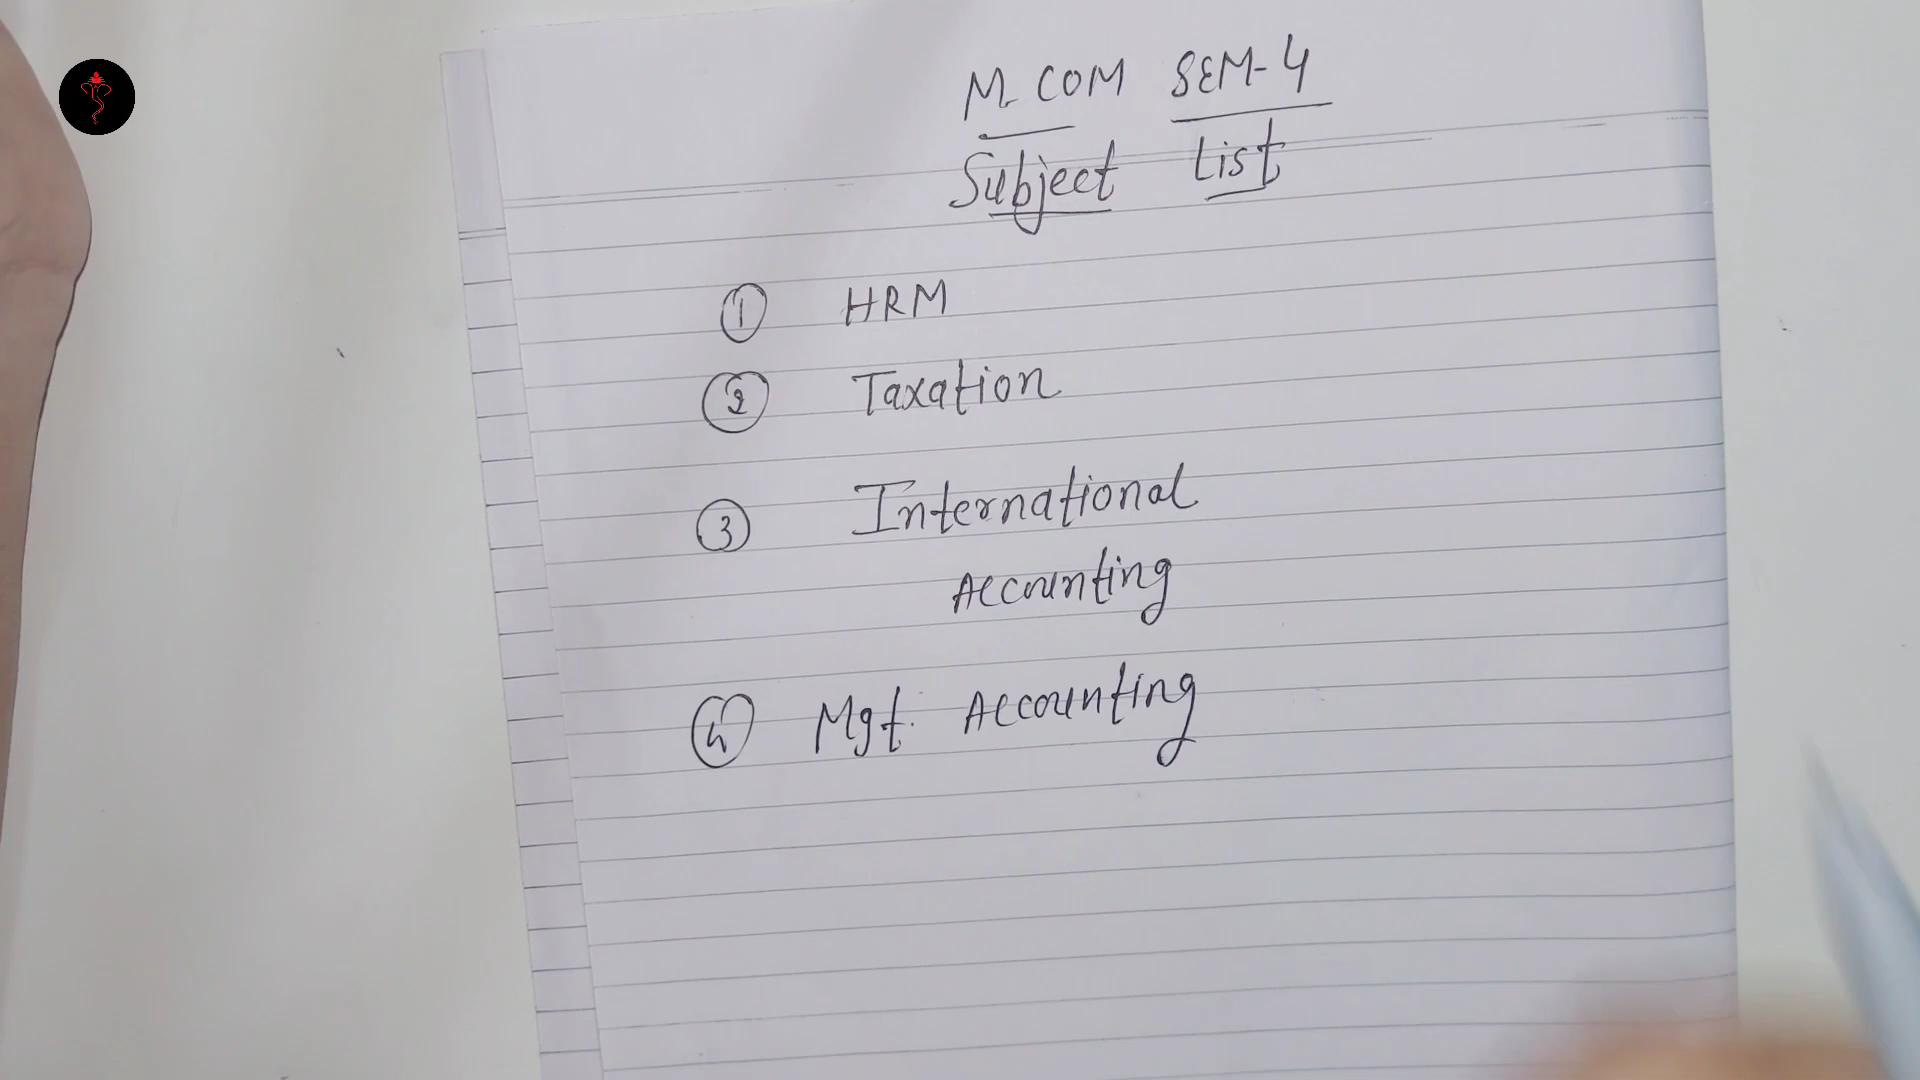 M.COM SEM-4
Subject List
① HRM
② Taxation
③ International
Accounting
④ Mgt. Accounting